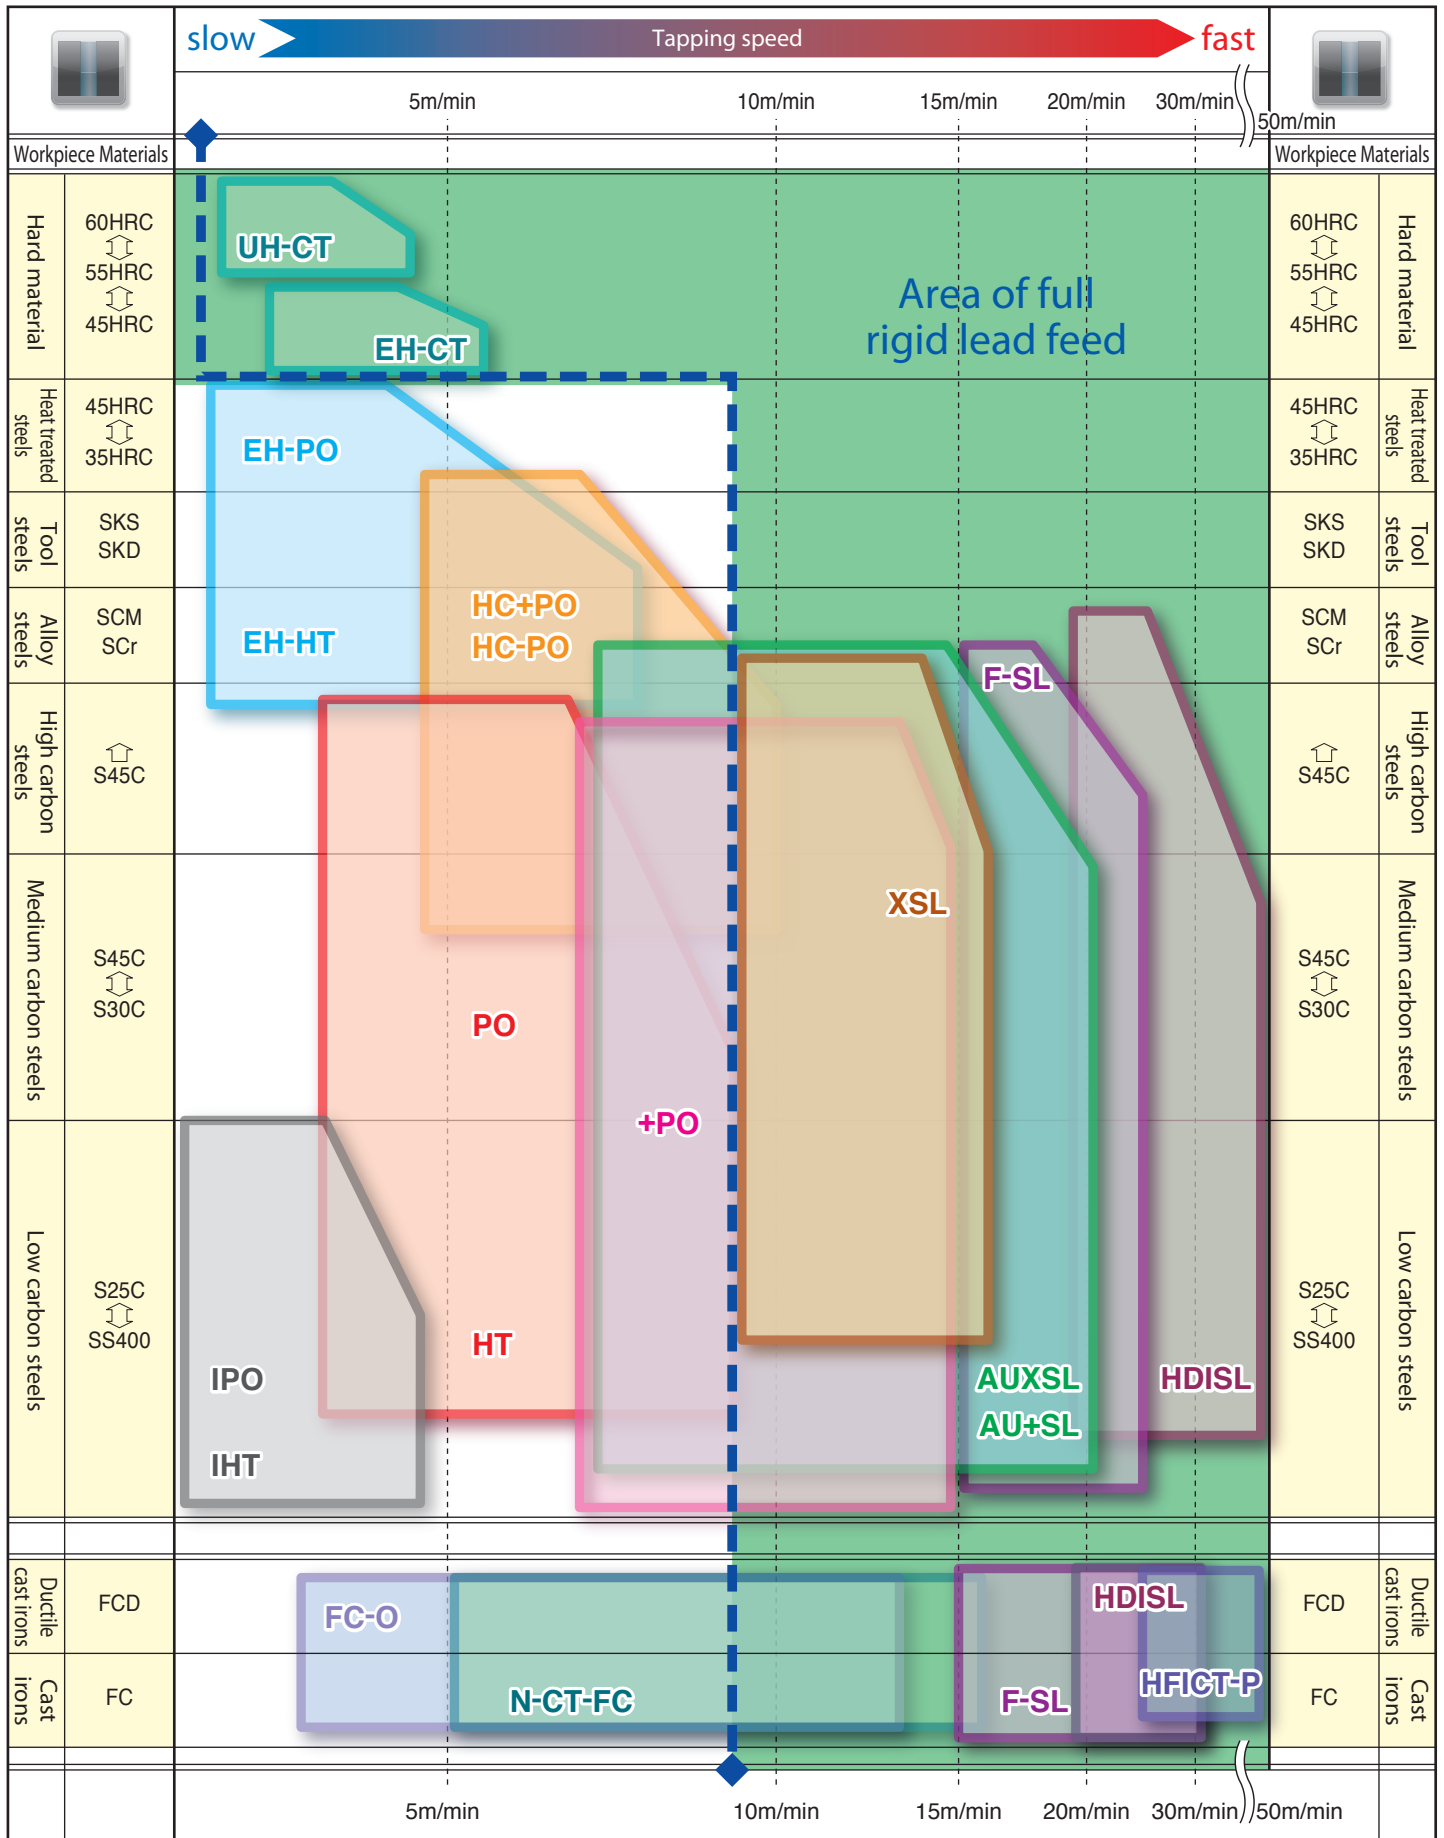 slow
Tapping speed
fast
5m/min
10m/min
15m/min
20m/min
30m/min
50m/min
Workpiece Materials
Workpiece Materials
Hard material
60HRC
55HRC
45HRC
UH-CT
EH-CT
Area of full
rigid lead feed
60HRC
55HRC
45HRC
Hard material
Heat treated
steels
45HRC
35HRC
EH-PO
45HRC
35HRC
Heat treated
steels
Tool
steels
SKS
SKD
SKS
SKD
Tool
steels
Alloy
steels
SCM
SCr
EH-HT
HC+PO
HC-PO
F-SL
SCM
SCr
Alloy
steels
High carbon
steels
S45C
S45C
High carbon
steels
Medium carbon steels
S45C
S30C
XSL
PO
S45C
S30C
Medium carbon steels
Low carbon steels
S25C
SS400
+PO
HT
IPO
IHT
AUXSL
AU+SL
HDISL
S25C
SS400
Low carbon steels
Ductile
cast irons
FCD
FC-O
HDISL
FCD
Ductile
cast irons
Cast
irons
FC
N-CT-FC
F-SL
HFICT-P
FC
Cast
irons
5m/min
10m/min
15m/min
20m/min
30m/min
50m/min